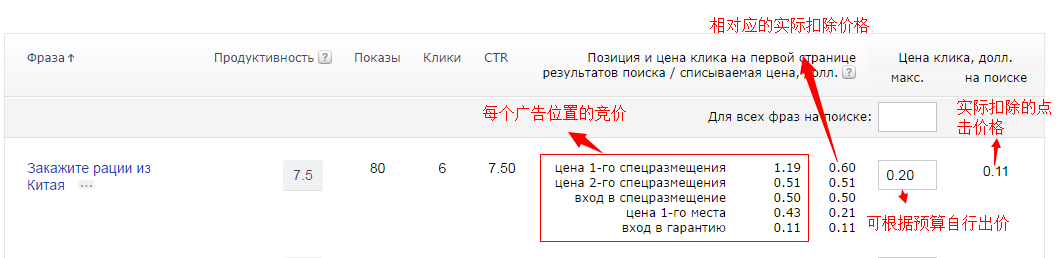 相对应的实际扣除价格
Фраза↑ Продуктивность ? Показы Клики CTR Позиция и цена клика на первой странице Цена клика, долл.
результатов поиска / списываемая цена, долл. ? макс. на поиске
每个广告位置的竞价 Для всех фраз на поиске: 实际扣除的点
击价格
Закажите рации из 7.5 80 6 7.50 цена 1-го спецразмещения 1.19 0.60 0.20 0.11
Китая ... цена 2-го спецразмещения 0.51 0.51
вход в спецразмещение 0.50 0.50
цена 1-го места 0.43 0.21
вход в гарантию 0.11 0.11
可根据预算自行出价